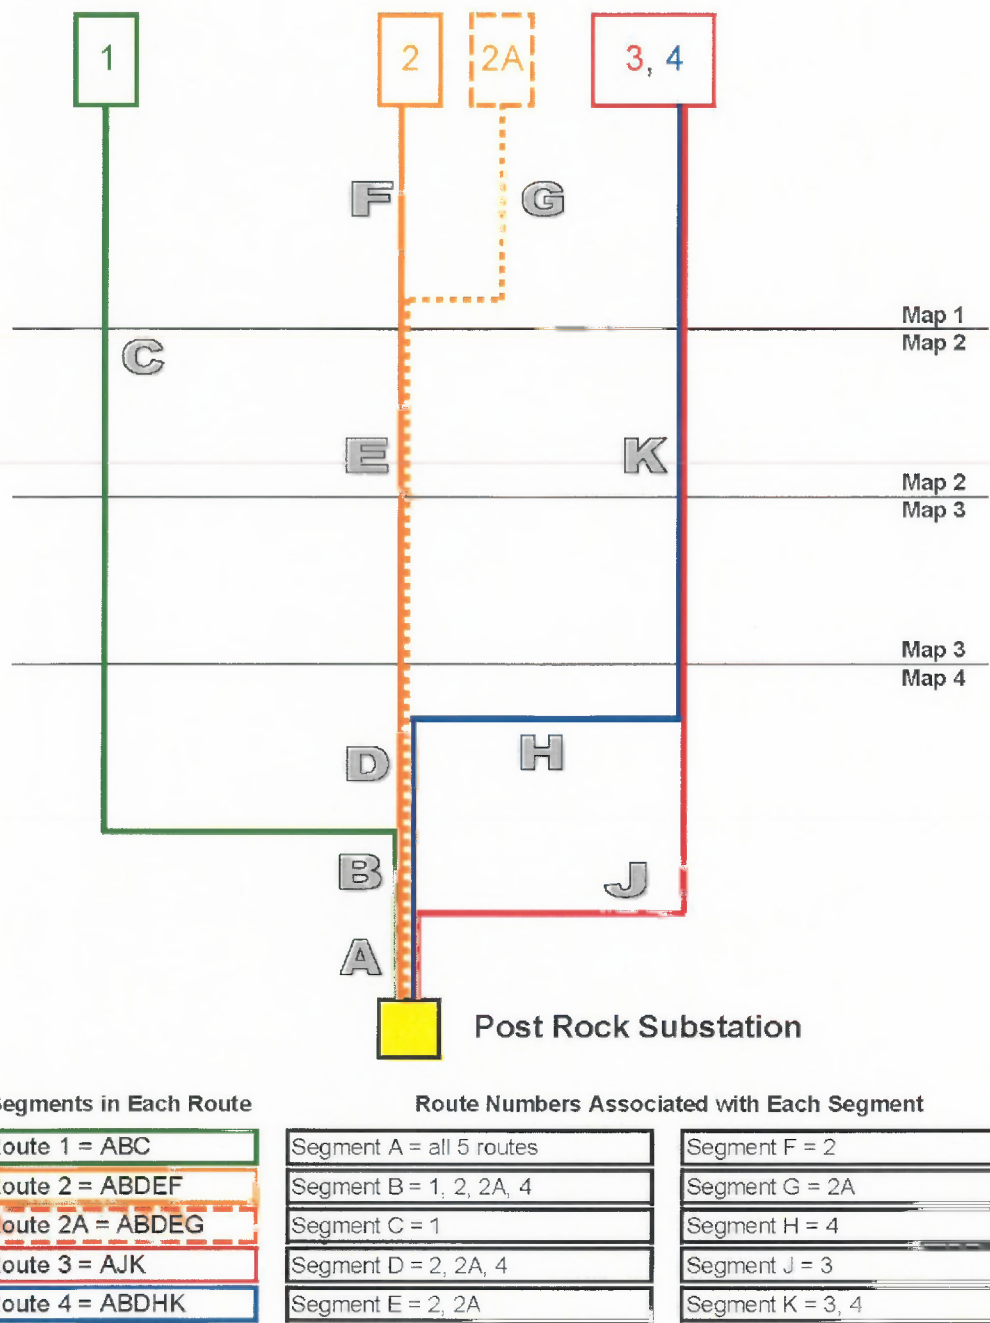 1
2
2A
3, 4
F
G
Map 1
C
Map 2
E
K
Map 2
Map 3
Map 3
Map 4
H
D
B
J
A
Post Rock Substation
Segments in Each Route
Route Numbers Associated with Each Segment
oute 1 = ABC
Segment A = all 5 routes
Segment F = 2
oute 2 = ABDEF
Segment B = 1, 2, 2A, 4
Segment G = 2A
oute 2A = ABDEG
Segment C = 1
Segment H = 4
oute 3 = AJK
Segment D = 2, 2A, 4
Segment J = 3
oute 4 = ABDHK
Segment E = 2, 2A
Segment K = 3, 4